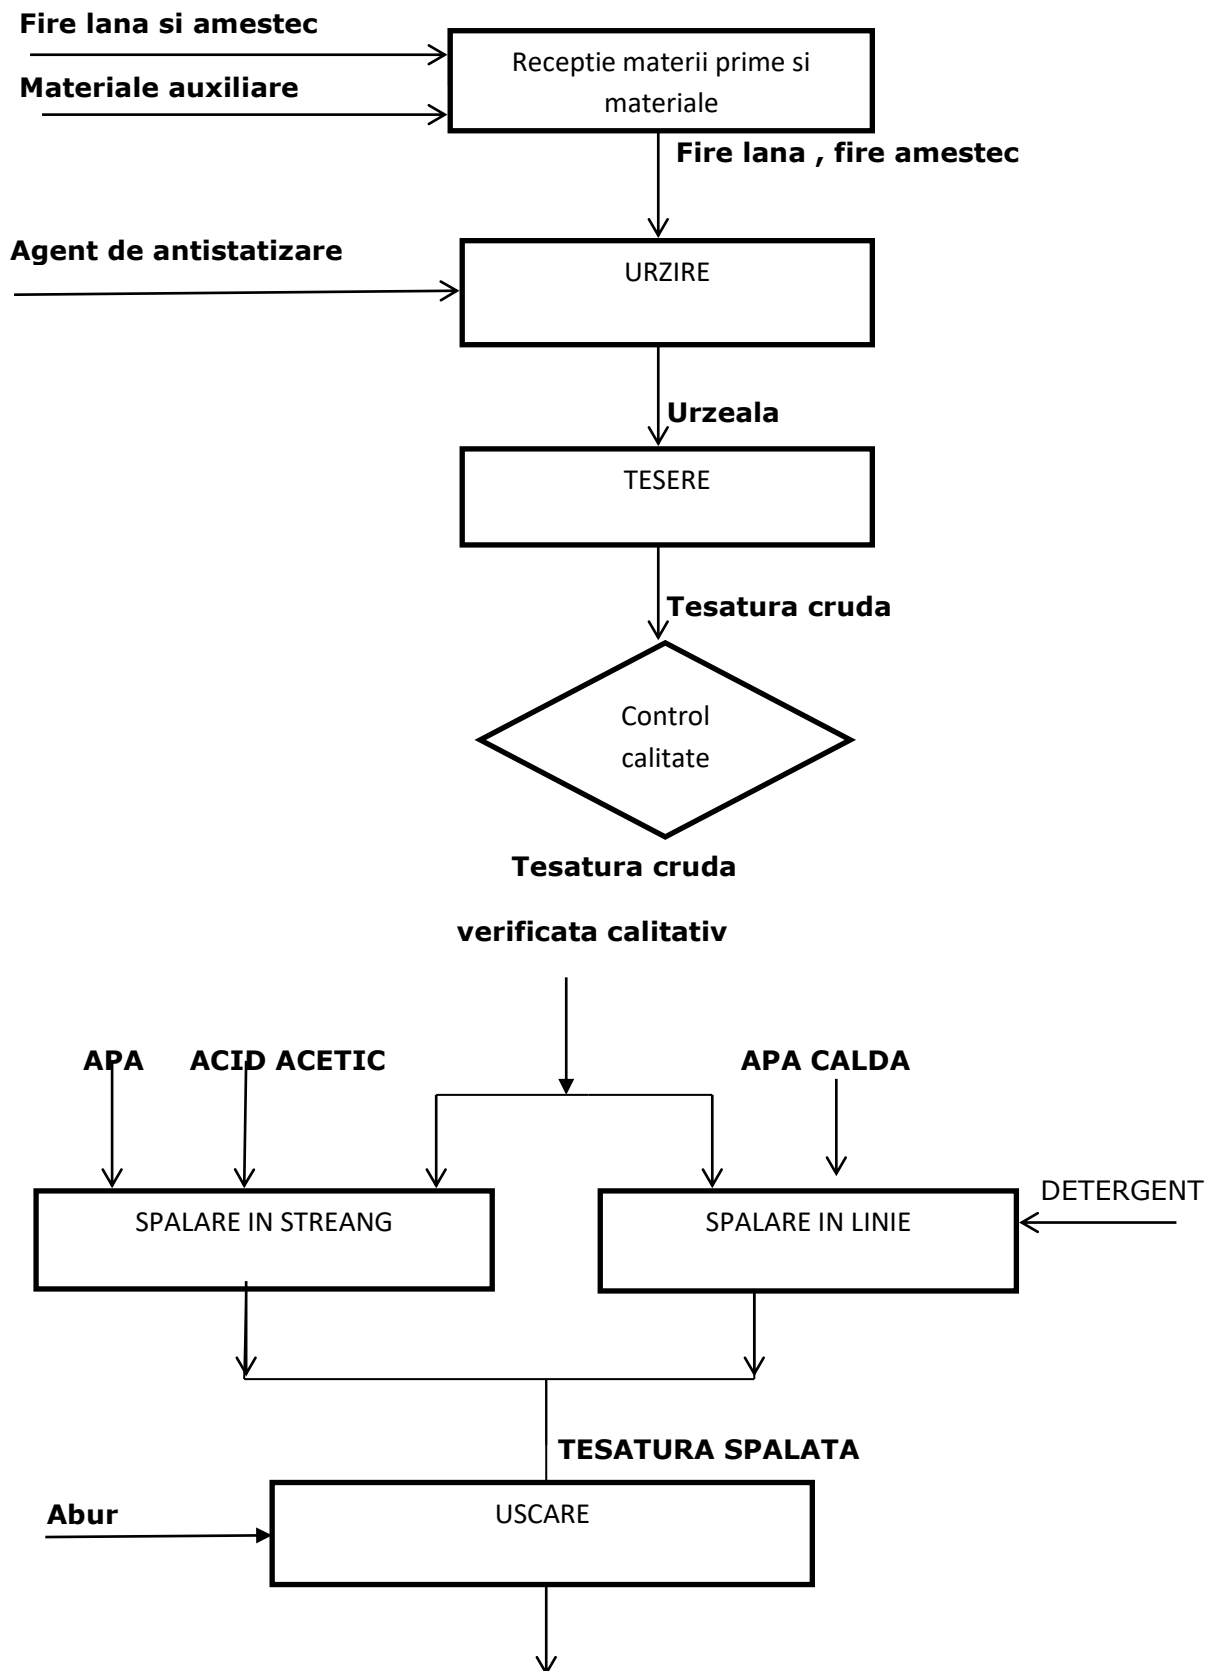 Fire lana si amestec
Receptie materii prime si
materiale
Materiale auxiliare
Fire lana , fire amestec
Agent de antistatizare
URZIRE
Urzeala
TESERE
Tesatura cruda
Control
calitate
Tesatura cruda
verificata calitativ
APA ACID ACETIC APA CALDA
DETERGENT
SPALARE IN STREANG
SPALARE IN LINIE
TESATURA SPALATA
Abur
USCARE